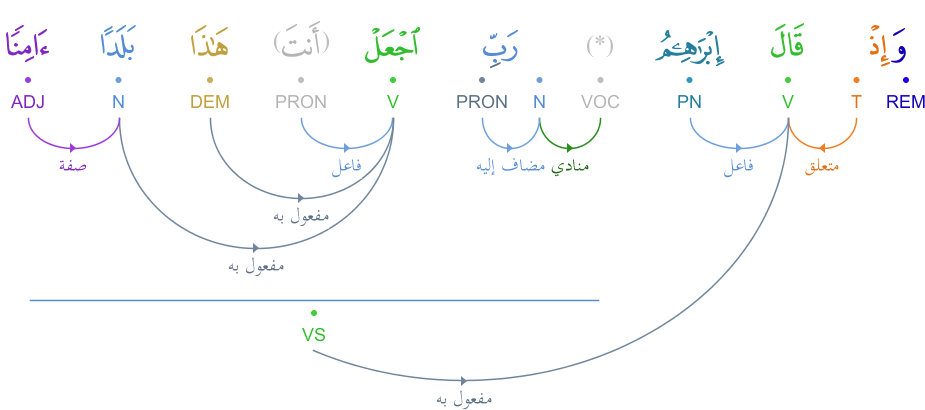 وَإِذْ قَالَ إِبْرَٰهِـۧمُ (*) رَبِّ ٱجْعَلْ (أَنتَ) هَٰذَا بَلَدًا ءَامِنًا
REM T V PN VOC N PRON V PRON DEM N ADJ
متعلق فاعل منادي مضاف إليه فاعل صفة
مفعول به
مفعول به
VS
مفعول به